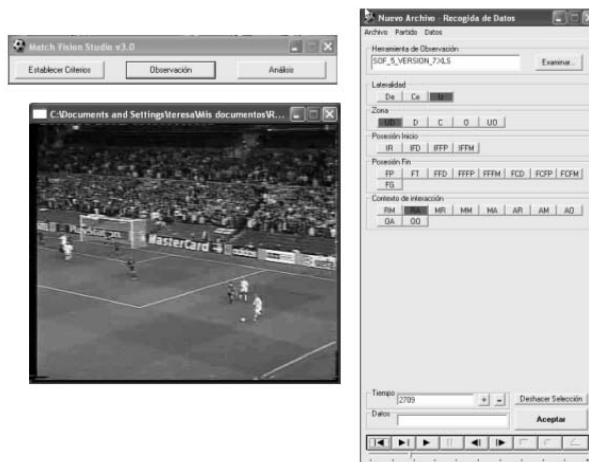 Match Vision Studio v3.0
Establecer Criterios
Observación
Análisis
C:\Documents and Settings\teresa\Mis documentos\R...
PlayStation
MasterCard
Nuevo Archivo - Recogida de Datos
Archivo Partido Datos
Herramienta de Observación
SOF_5_VERSION_7.XLS
Examinar...
Lateralidad
De Ce Iz
Zona
UD D C O UO
Posesión Inicio
IR IFD IFFP IFFM
Posesión Fin
FP FT FFD FFFP FFFM FCD FCFP FCFM
FG
Contexto de interacción
RM RA MR MM MA AR AM AO
OA OO
Tiempo
2789
+ -
Deshacer Selección
Datos
Aceptar